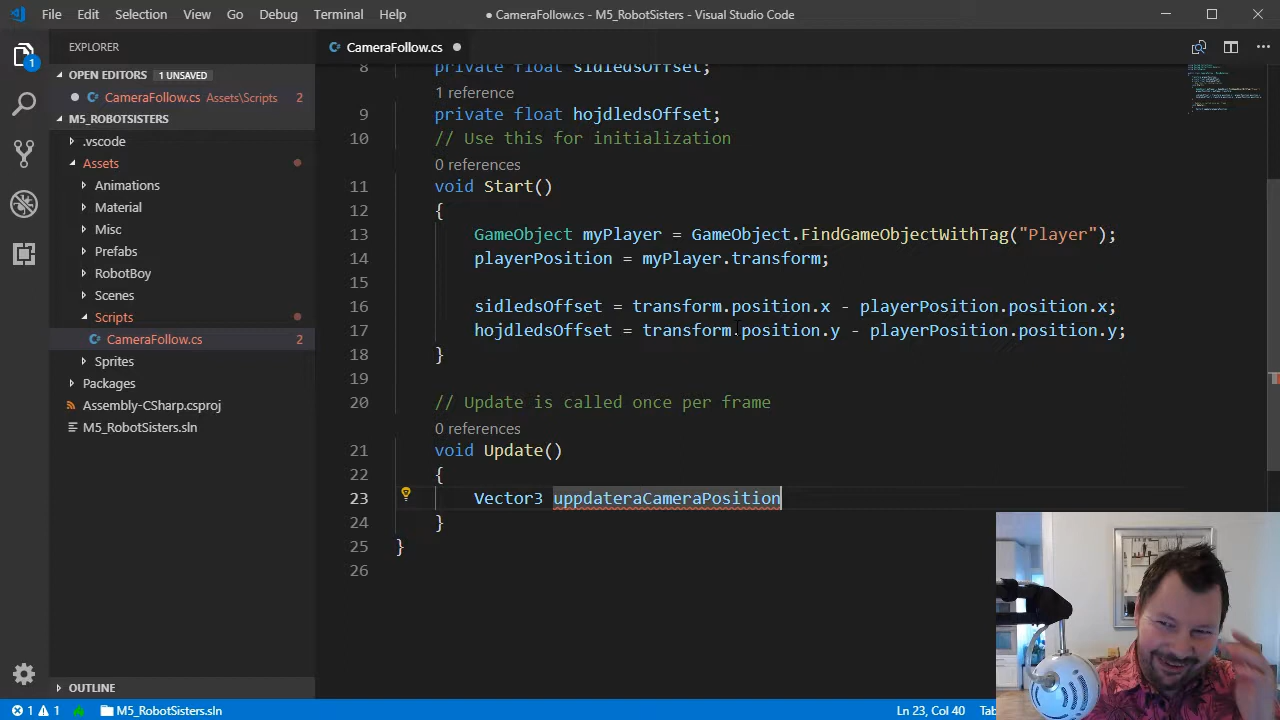 File Edit Selection View Go Debug Terminal Help
● CameraFollow.cs - M5_RobotSisters - Visual Studio Code
EXPLORER
OPEN EDITORS 1 UNSAVED
CameraFollow.cs Assets\Scripts 2
M5_ROBOTSISTERS
.vscode
Assets
Animations
Material
Misc
Prefabs
RobotBoy
Scenes
Scripts
CameraFollow.cs 2
Sprites
Packages
Assembly-CSharp.csproj
M5_RobotSisters.sln
OUTLINE
1
CameraFollow.cs
8 private float sidledsOffset;
1 reference
9 private float hojdledsOffset;
10 // Use this for initialization
0 references
11 void Start()
12 {
13 GameObject myPlayer = GameObject.FindGameObjectWithTag("Player");
14 playerPosition = myPlayer.transform;
15
16 sidledsOffset = transform.position.x - playerPosition.position.x;
17 hojdledsOffset = transform.position.y - playerPosition.position.y;
18 }
19
20 // Update is called once per frame
0 references
21 void Update()
22 {
23 Vector3 uppdateraCameraPosition
24 }
25 }
26
1 1 M5_RobotSisters.sln
Ln 23, Col 40